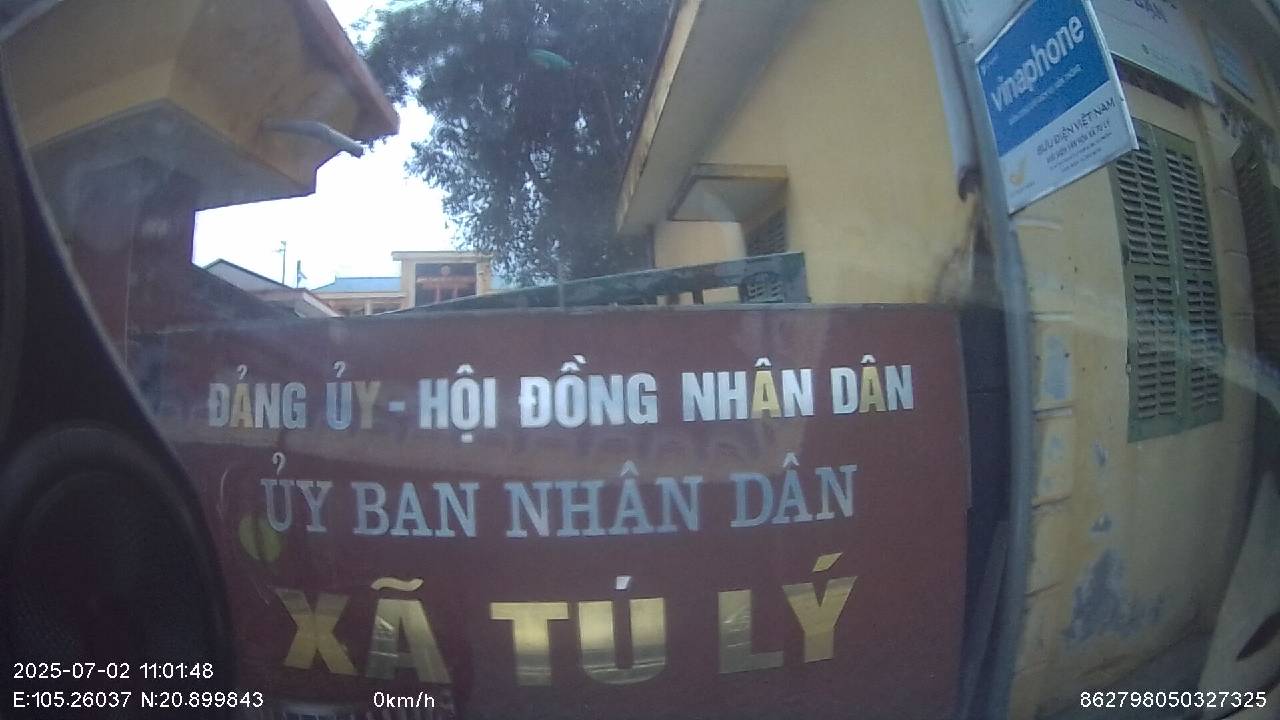 vinaphone
BƯU ĐIỆN VIỆT NAM
ĐẢNG ỦY - HỘI ĐỒNG NHÂN DÂN
ỦY BAN NHÂN DÂN
XÃ TÚ LÝ
2025-07-02 11:01:48
E:105.26037 N:20.899843 0km/h 862798050327325